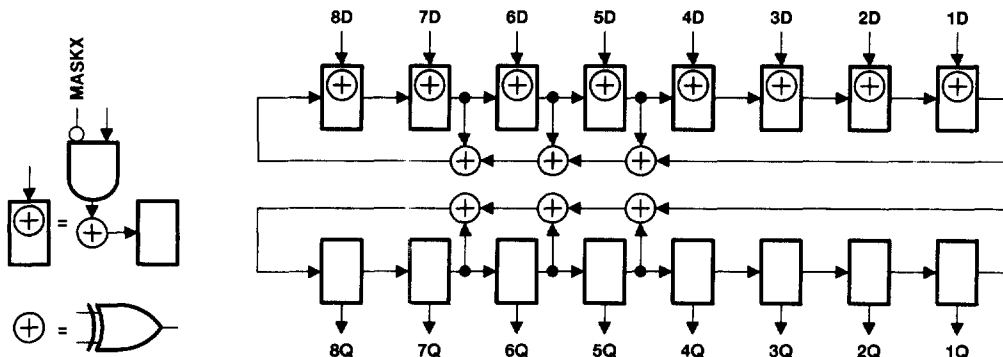 8D 7D 6D 5D 4D 3D 2D 1D
MASKX
=
=
8Q 7Q 6Q 5Q 4Q 3Q 2Q 1Q